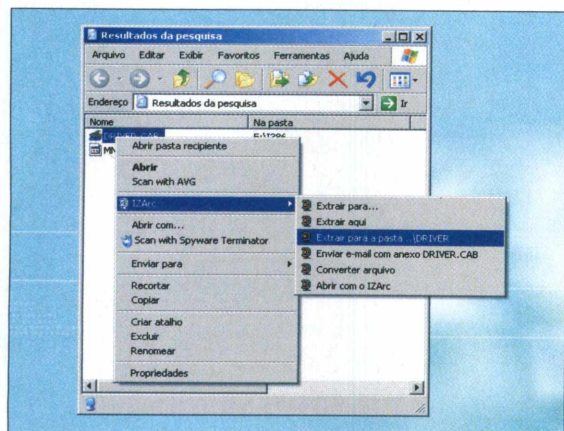 Resultados da pesquisa
Arquivo Editar Exibir Favoritos Ferramentas Ajuda
Endereço Resultados da pesquisa Ir
Nome Na pasta
DRIVER.CAB E:\I386
Abrir pasta recipiente
Abrir
Scan with AVG
IZArc
Abrir com...
Scan with Spyware Terminator
Enviar para
Recortar
Copiar
Criar atalho
Excluir
Renomear
Propriedades
Extrair para...
Extrair aqui
Extrair para a pasta ...\DRIVER
Enviar e-mail com anexo DRIVER.CAB
Converter arquivo
Abrir com o IZArc